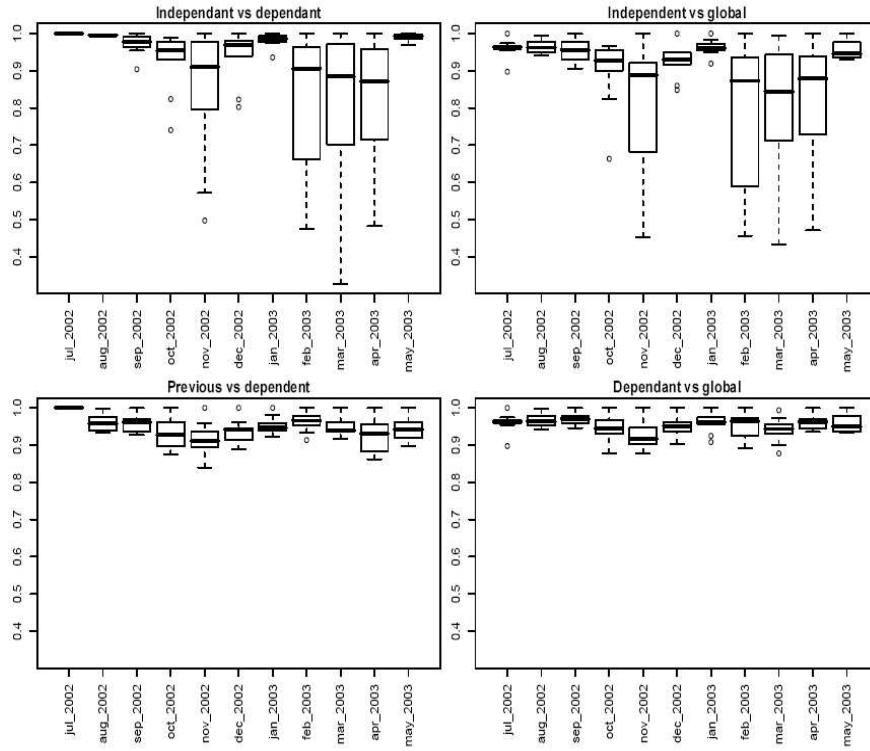 Independant vs dependant
1.0
0.9
0.8
0.7
0.6
0.5
0.4
jul_2002
aug_2002
sep_2002
oct_2002
nov_2002
dec_2002
jan_2003
feb_2003
mar_2003
apr_2003
may_2003
Independent vs global
1.0
0.9
0.8
0.7
0.6
0.5
0.4
jul_2002
aug_2002
sep_2002
oct_2002
nov_2002
dec_2002
jan_2003
feb_2003
mar_2003
apr_2003
may_2003
Previous vs dependent
1.0
0.9
0.8
0.7
0.6
0.5
0.4
jul_2002
aug_2002
sep_2002
oct_2002
nov_2002
dec_2002
jan_2003
feb_2003
mar_2003
apr_2003
may_2003
Dependant vs global
1.0
0.9
0.8
0.7
0.6
0.5
0.4
jul_2002
aug_2002
sep_2002
oct_2002
nov_2002
dec_2002
jan_2003
feb_2003
mar_2003
apr_2003
may_2003